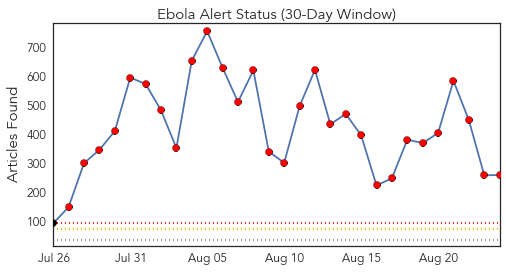 Ebola Alert Status (30-Day Window)
Articles Found
700
600
500
400
300
200
100
Jul 26 Jul 31 Aug 05 Aug 10 Aug 15 Aug 20